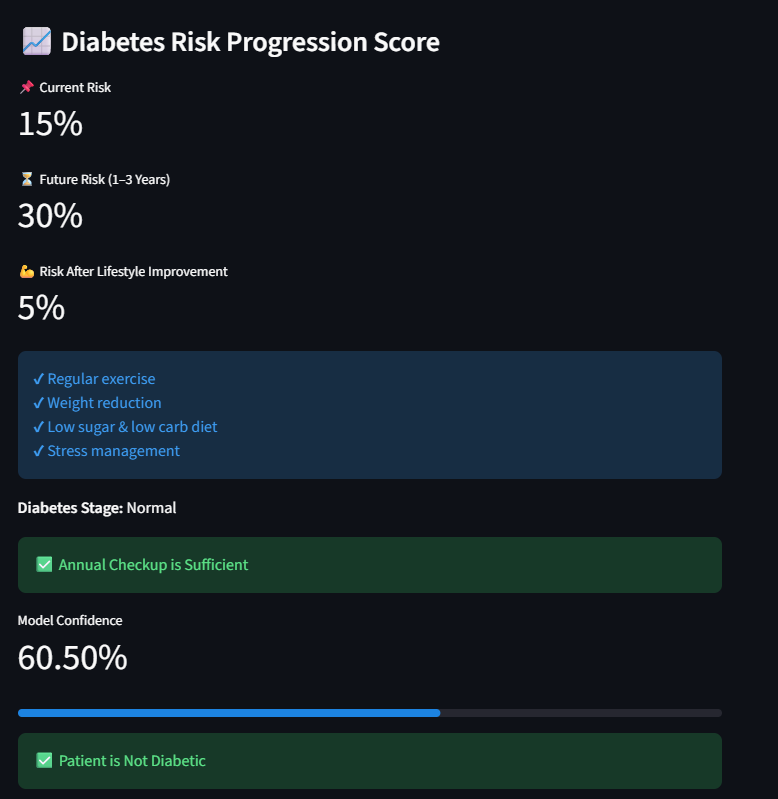 📈 Diabetes Risk Progression Score
📌 Current Risk
15%
⏳ Future Risk (1–3 Years)
30%
💪 Risk After Lifestyle Improvement
5%
✔ Regular exercise
✔ Weight reduction
✔ Low sugar & low carb diet
✔ Stress management
Diabetes Stage: Normal
✅ Annual Checkup is Sufficient
Model Confidence
60.50%
✅ Patient is Not Diabetic